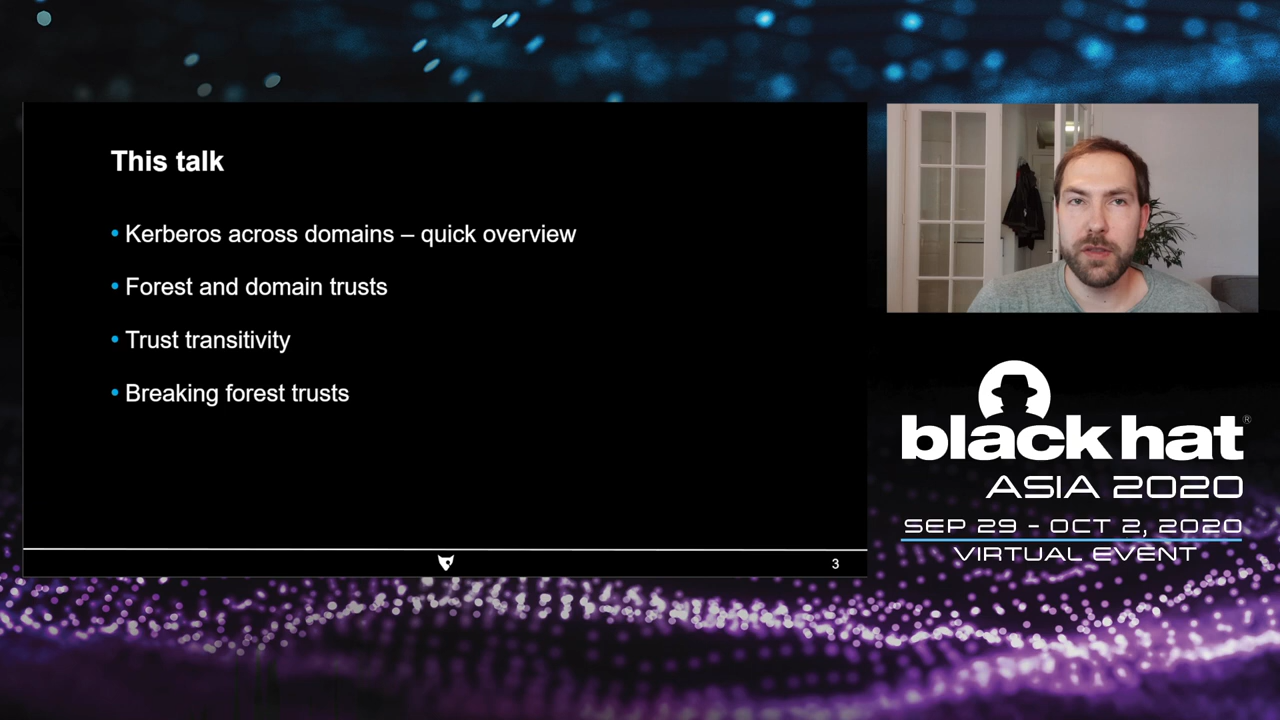 This talk
• Kerberos across domains – quick overview
• Forest and domain trusts
• Trust transitivity
• Breaking forest trusts
3
black hat®
ASIA 2020
SEP 29 - OCT 2, 2020
VIRTUAL EVENT